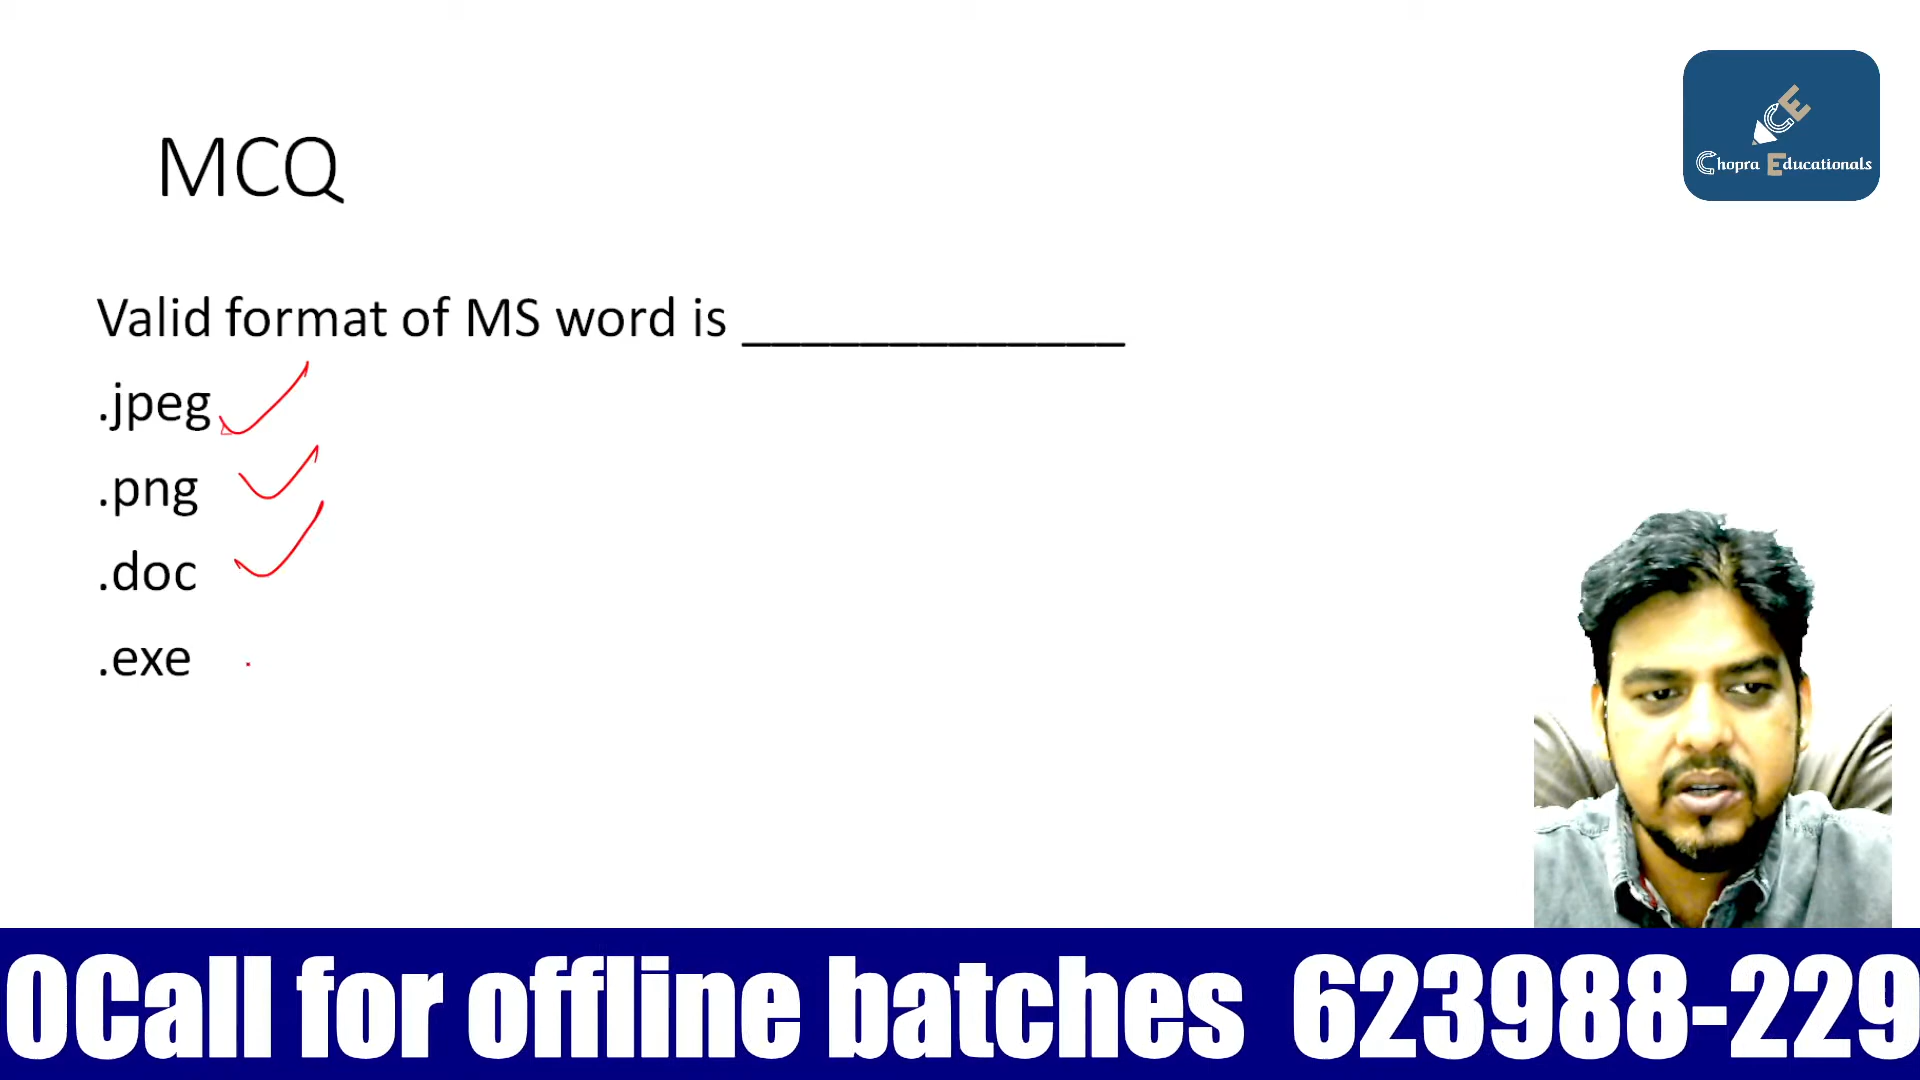 MCQ
Chopra Educationals
Valid format of MS word is _____________
.jpeg
.png
.doc
.exe
0Call for offline batches 623988-229